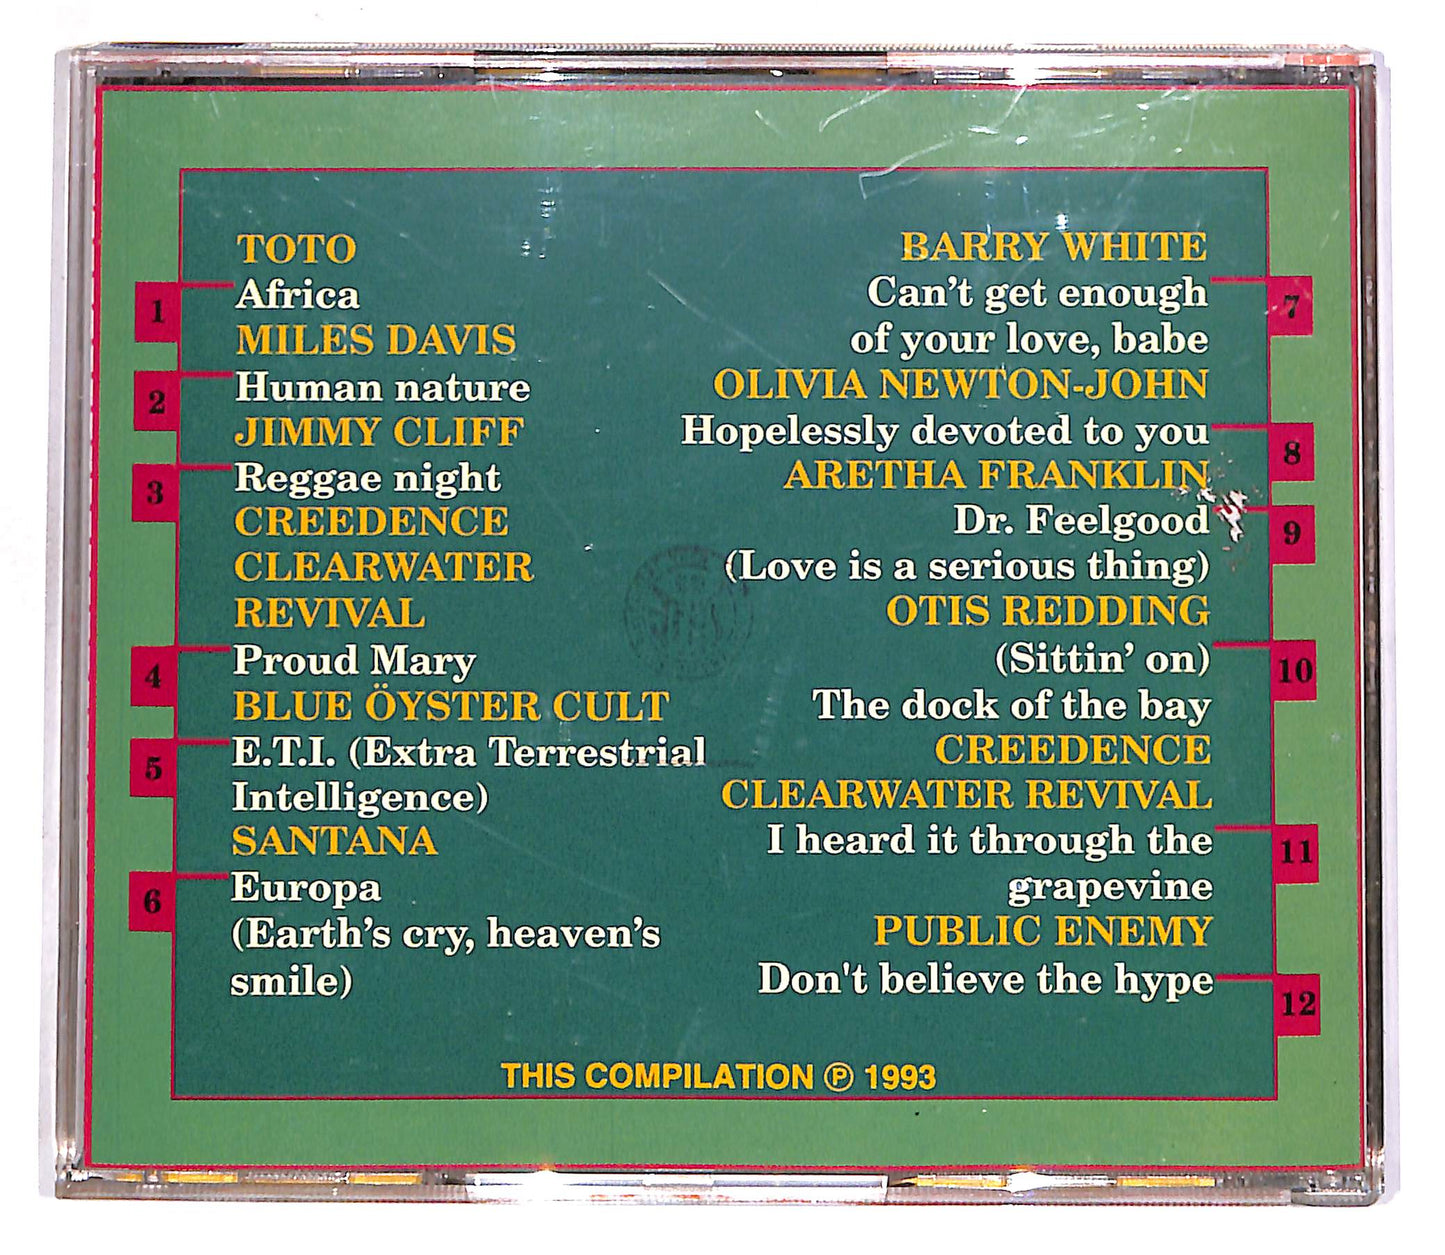 TOTO
1 Africa
MILES DAVIS
2 Human nature
JIMMY CLIFF
3 Reggae night
CREEDENCE
CLEARWATER
REVIVAL
4 Proud Mary
BLUE ÖYSTER CULT
5 E.T.I. (Extra Terrestrial
Intelligence)
SANTANA
6 Europa
(Earth's cry, heaven's
smile)
BARRY WHITE
Can't get enough 7
of your love, babe
OLIVIA NEWTON-JOHN
Hopelessly devoted to you 8
ARETHA FRANKLIN
Dr. Feelgood 9
(Love is a serious thing)
OTIS REDDING
(Sittin' on) 10
The dock of the bay
CREEDENCE
CLEARWATER REVIVAL
I heard it through the 11
grapevine
PUBLIC ENEMY
Don't believe the hype 12
THIS COMPILATION ℗ 1993